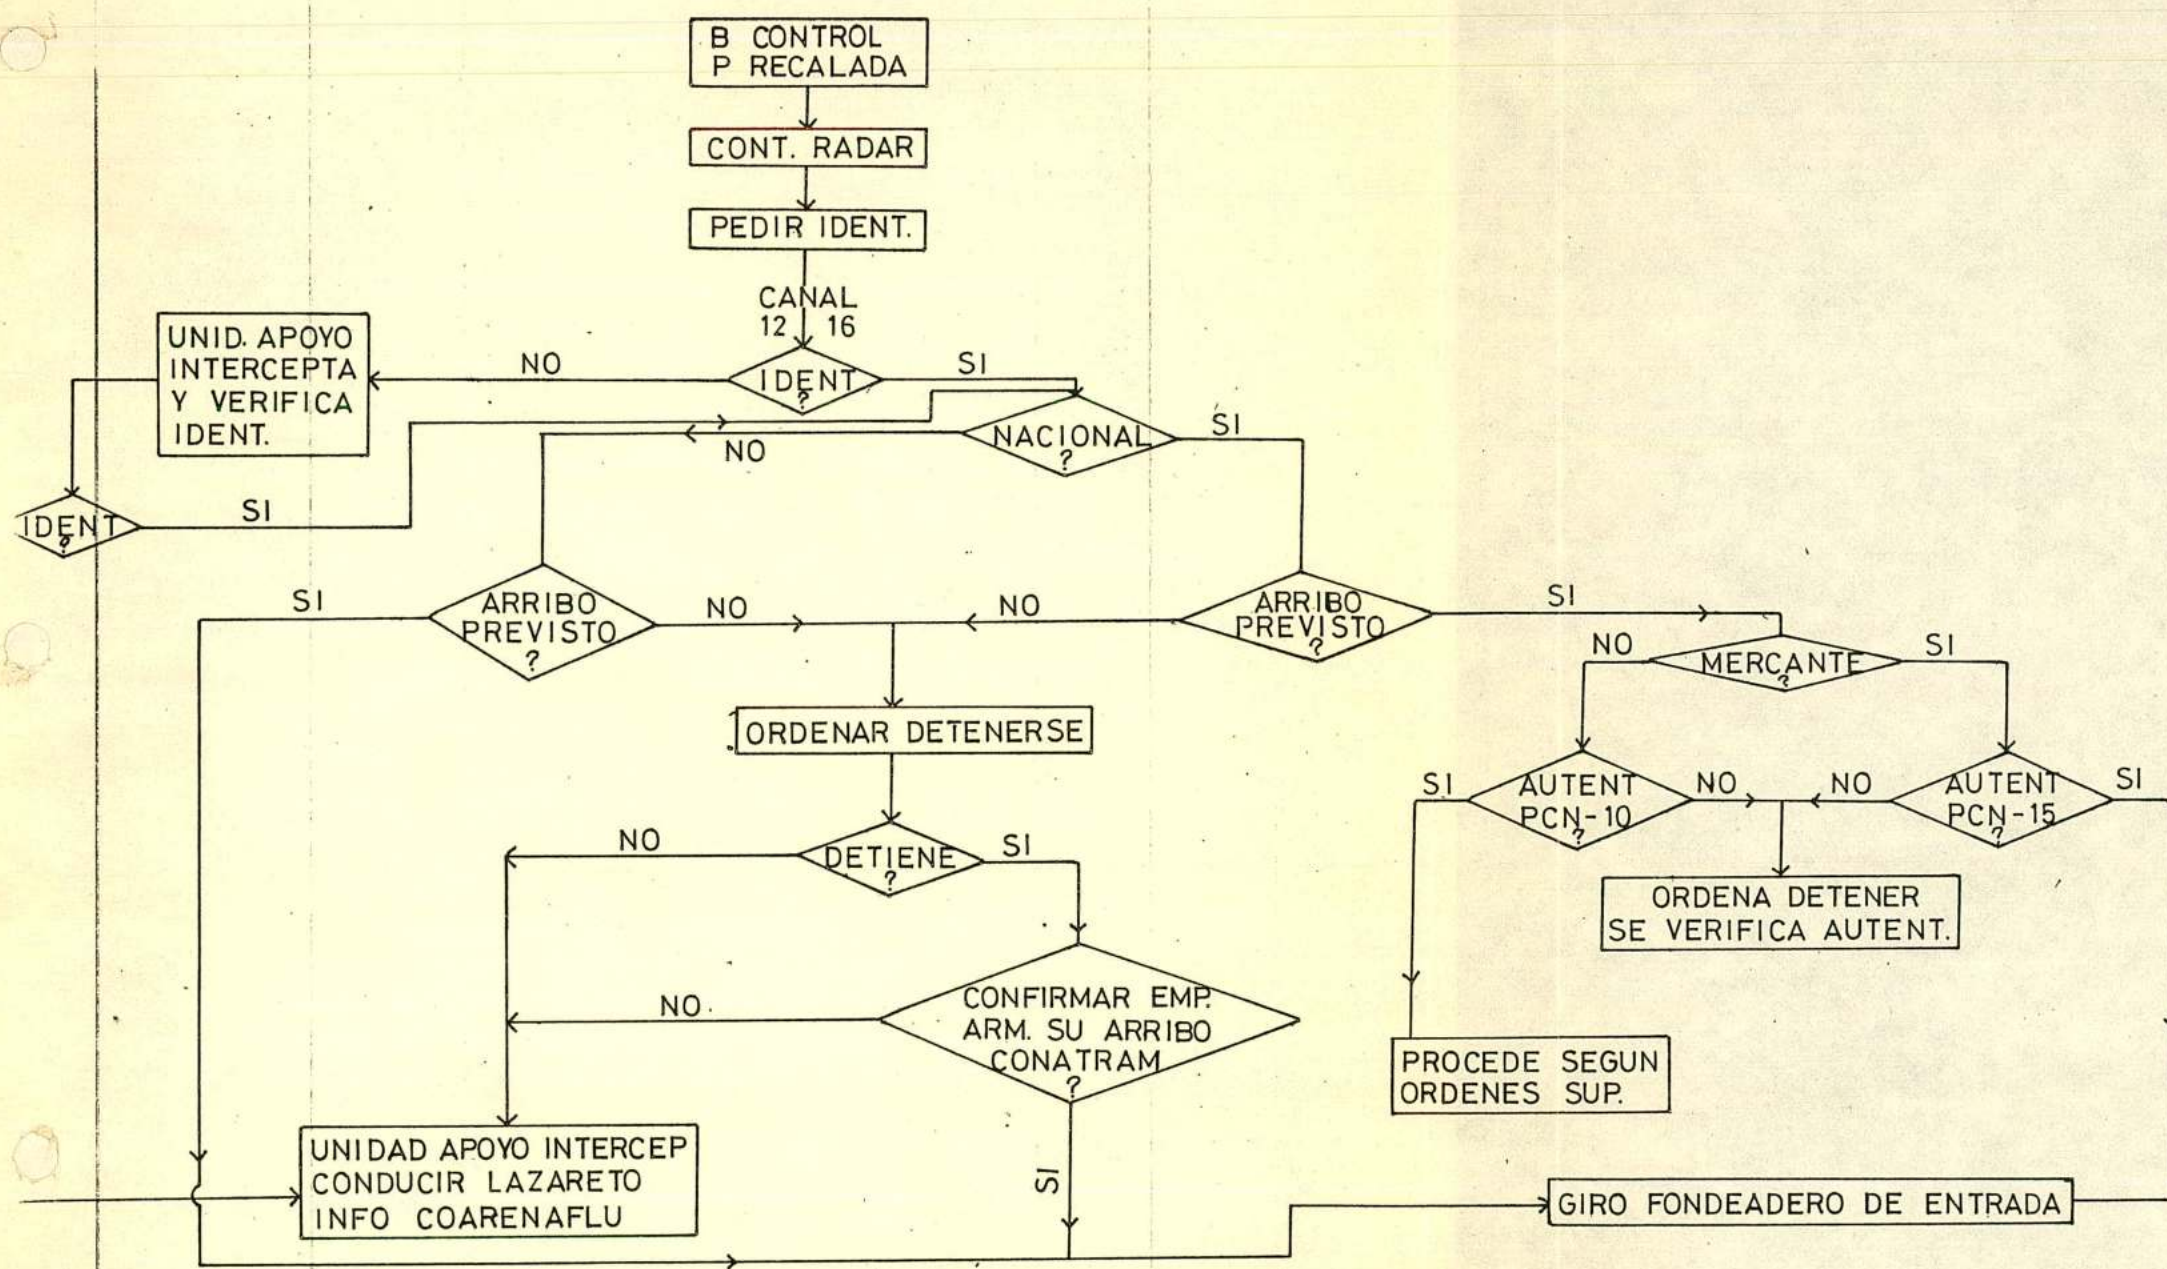 B CONTROL
P RECALADA
CONT. RADAR
PEDIR IDENT.
CANAL
12 16
UNID. APOYO
INTERCEPTA
Y VERIFICA
IDENT.
NO
IDENT
?
SI
NO
NACIONAL
?
SI
IDENT
?
SI
SI
ARRIBO
PREVISTO
?
NO
NO
ARRIBO
PREVISTO
?
SI
NO
MERCANTE
?
SI
ORDENAR DETENERSE
SI
AUTENT
PCN-10
?
NO
NO
AUTENT
PCN-15
?
SI
NO
DETIENE
?
SI
ORDENA DETENER
SE VERIFICA AUTENT.
NO
CONFIRMAR EMP.
ARM. SU ARRIBO
CONATRAM
?
SI
PROCEDE SEGUN
ORDENES SUP.
UNIDAD APOYO INTERCEP
CONDUCIR LAZARETO
INFO COARENAFLU
GIRO FONDEADERO DE ENTRADA